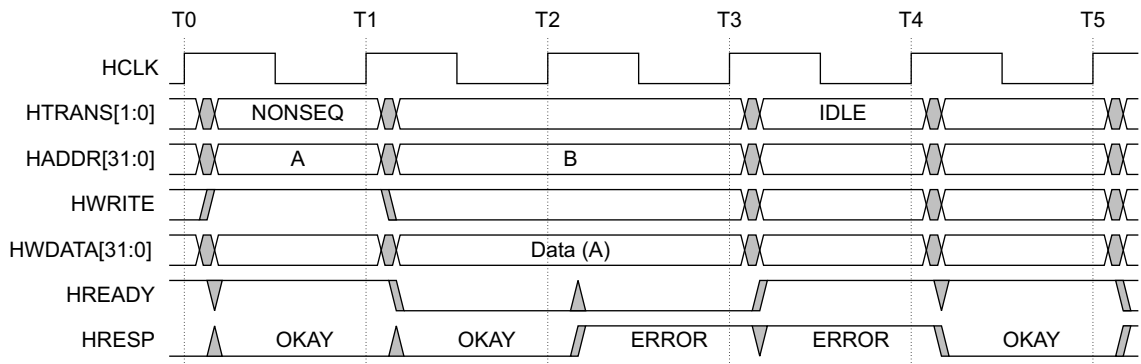 T0 T1 T2 T3 T4 T5
HCLK
HTRANS[1:0] NONSEQ IDLE
HADDR[31:0] A B
HWRITE
HWDATA[31:0] Data (A)
HREADY
HRESP OKAY OKAY ERROR ERROR OKAY